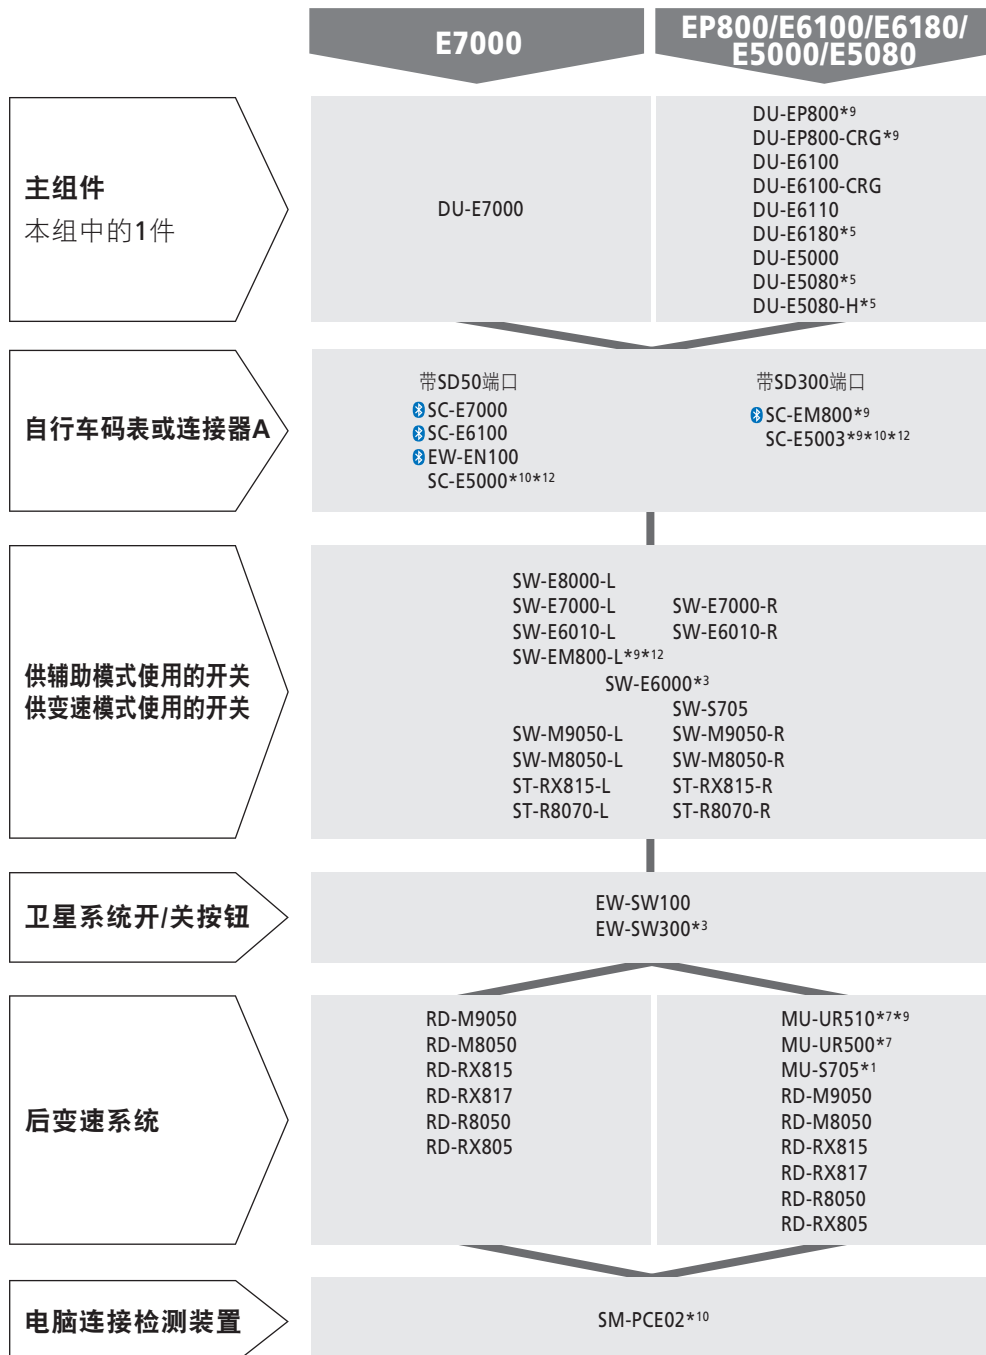 E7000
EP800/E6100/E6180/
E5000/E5080
主组件
本组中的1件
DU-E7000
DU-EP800*9
DU-EP800-CRG*9
DU-E6100
DU-E6100-CRG
DU-E6110
DU-E6180*5
DU-E5000
DU-E5080*5
DU-E5080-H*5
自行车码表或连接器A
带SD50端口
SC-E7000
SC-E6100
EW-EN100
SC-E5000*10*12
带SD300端口
SC-EM800*9
SC-E5003*9*10*12
供辅助模式使用的开关
供变速模式使用的开关
SW-E8000-L
SW-E7000-L SW-E7000-R
SW-E6010-L SW-E6010-R
SW-EM800-L*9*12
SW-E6000*3
SW-S705
SW-M9050-L SW-M9050-R
SW-M8050-L SW-M8050-R
ST-RX815-L ST-RX815-R
ST-R8070-L ST-R8070-R
卫星系统开/关按钮
EW-SW100
EW-SW300*3
后变速系统
RD-M9050
RD-M8050
RD-RX815
RD-RX817
RD-R8050
RD-RX805
MU-UR510*7*9
MU-UR500*7
MU-S705*1
RD-M9050
RD-M8050
RD-RX815
RD-RX817
RD-R8050
RD-RX805
电脑连接检测装置
SM-PCE02*10